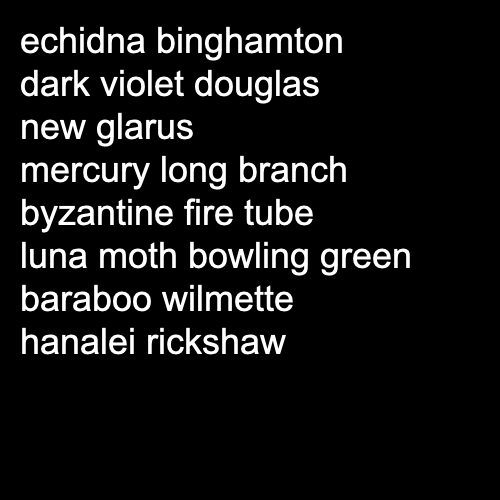 echidna binghamton
dark violet douglas
new glarus
mercury long branch
byzantine fire tube
luna moth bowling green
baraboo wilmette
hanalei rickshaw